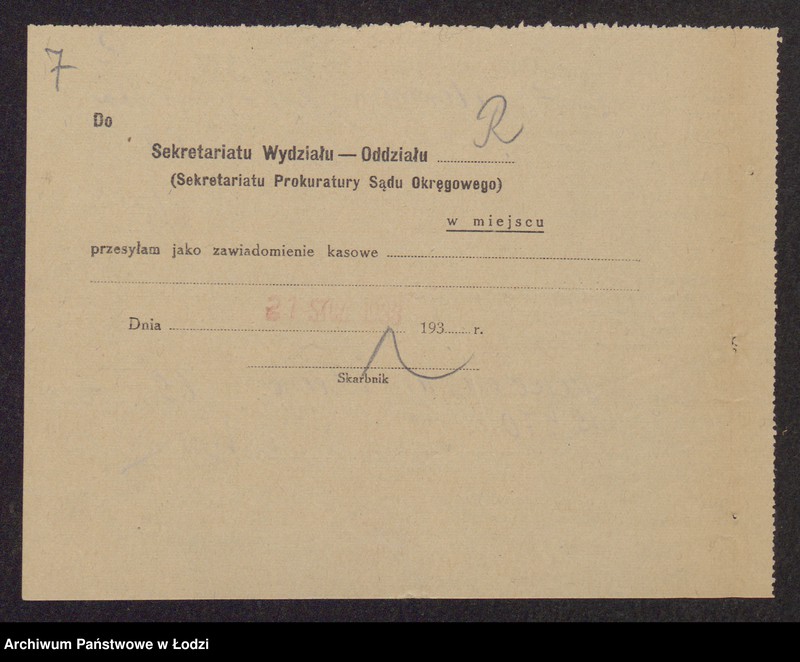 7
Do
R
Sekretariatu Wydziału — Oddziału
(Sekretariatu Prokuratury Sądu Okręgowego)
w miejscu
przesyłam jako zawiadomienie kasowe
Dnia 193 r.
Skarbnik
Archiwum Państwowe w Łodzi